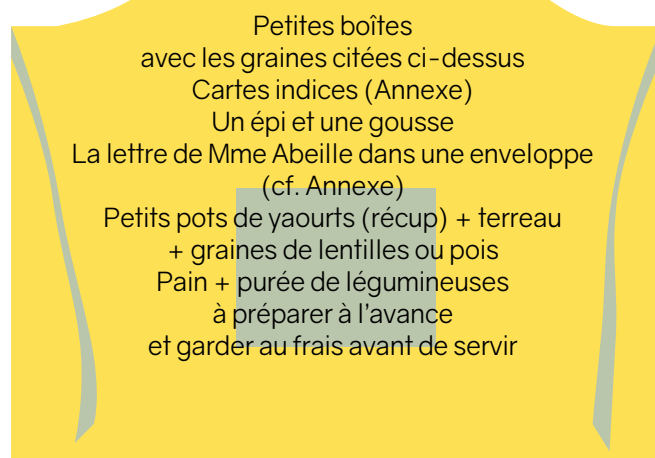 Petites boîtes
avec les graines citées ci-dessus
Cartes indices (Annexe)
Un épi et une gousse
La lettre de Mme Abeille dans une enveloppe
(cf. Annexe)
Petits pots de yaourts (récup) + terreau
+ graines de lentilles ou pois
Pain + purée de légumineuses
à préparer à l'avance
et garder au frais avant de servir